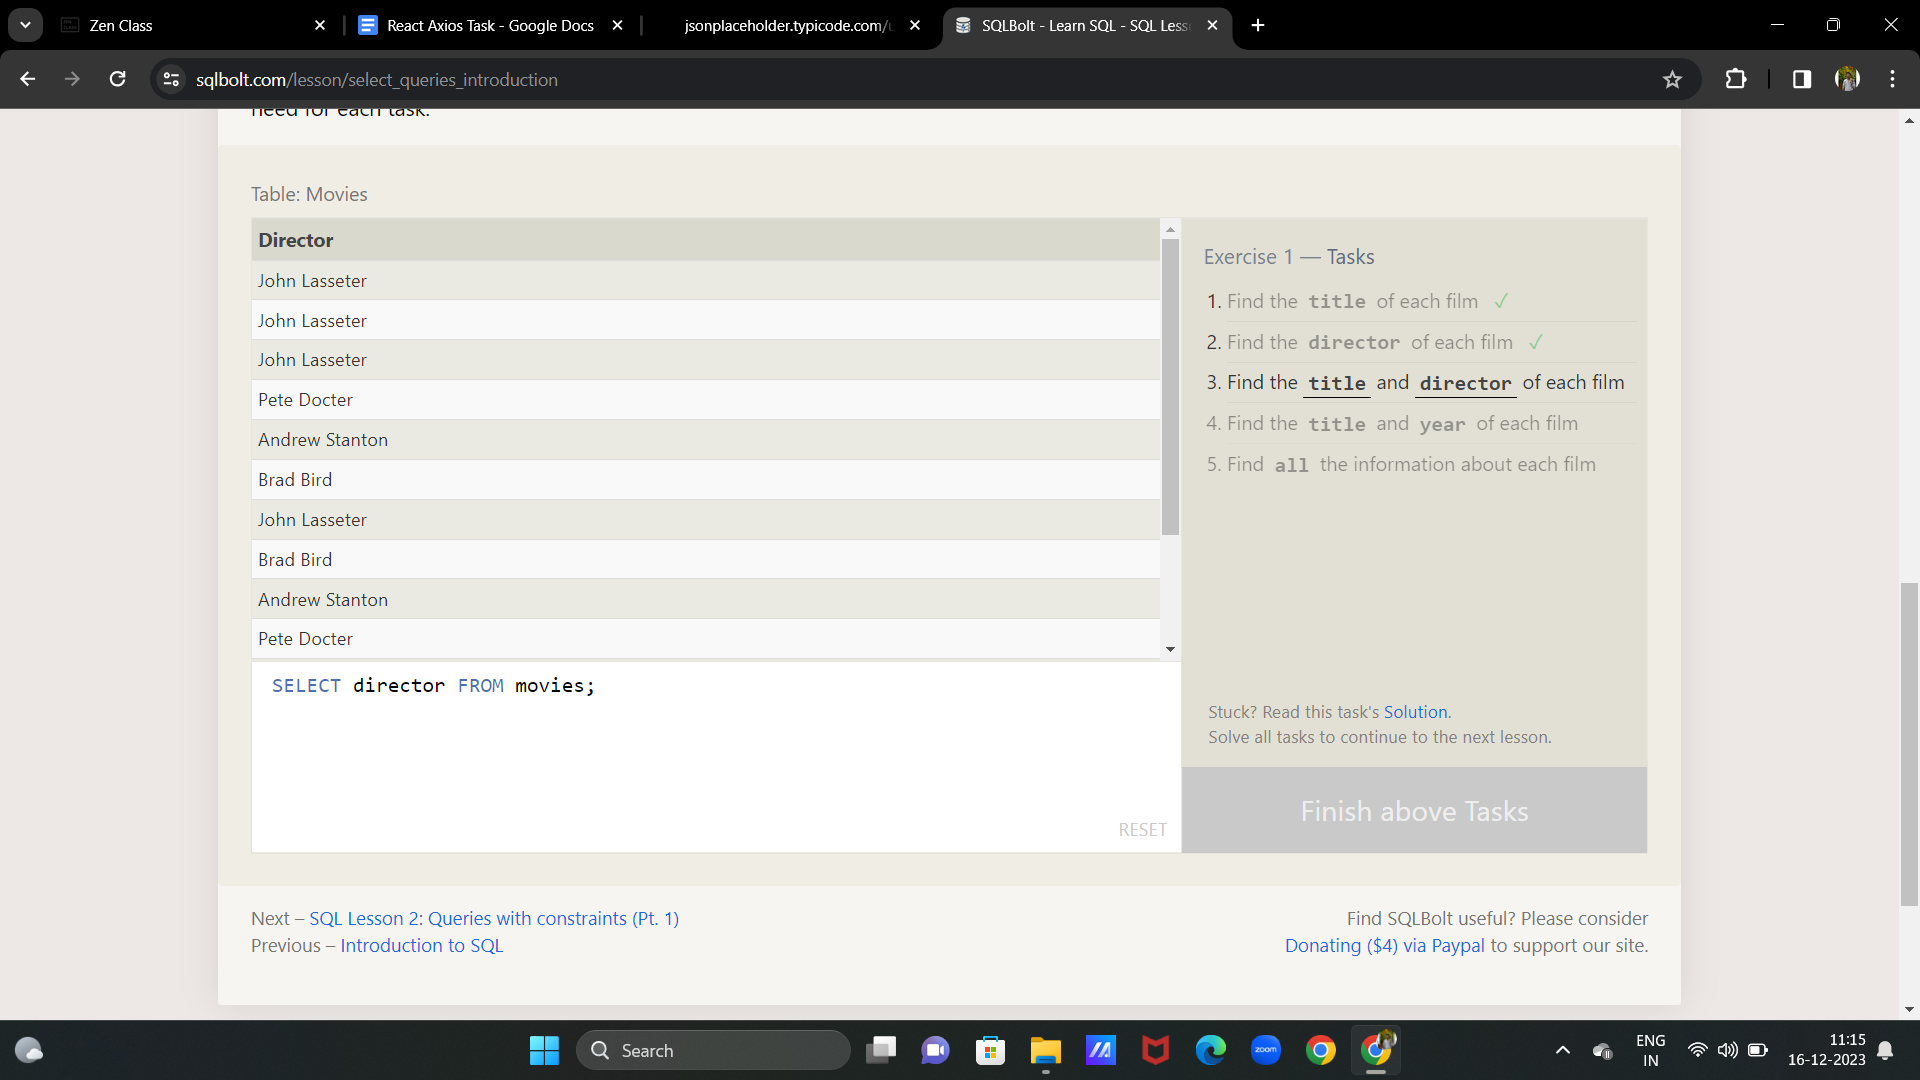 Zen Class
React Axios Task - Google Docs
jsonplaceholder.typicode.com/u
SQLBolt - Learn SQL - SQL Less
sqlbolt.com/lesson/select_queries_introduction
need for each task.
Table: Movies
Director
John Lasseter
John Lasseter
John Lasseter
Pete Docter
Andrew Stanton
Brad Bird
John Lasseter
Brad Bird
Andrew Stanton
Pete Docter
SELECT director FROM movies;
RESET
Exercise 1 — Tasks
1. Find the title of each film ✓
2. Find the director of each film ✓
3. Find the title and director of each film
4. Find the title and year of each film
5. Find all the information about each film
Stuck? Read this task's Solution.
Solve all tasks to continue to the next lesson.
Finish above Tasks
Next – SQL Lesson 2: Queries with constraints (Pt. 1)
Previous – Introduction to SQL
Find SQLBolt useful? Please consider
Donating ($4) via Paypal to support our site.
Search
zoom
ENG
IN
11:15
16-12-2023